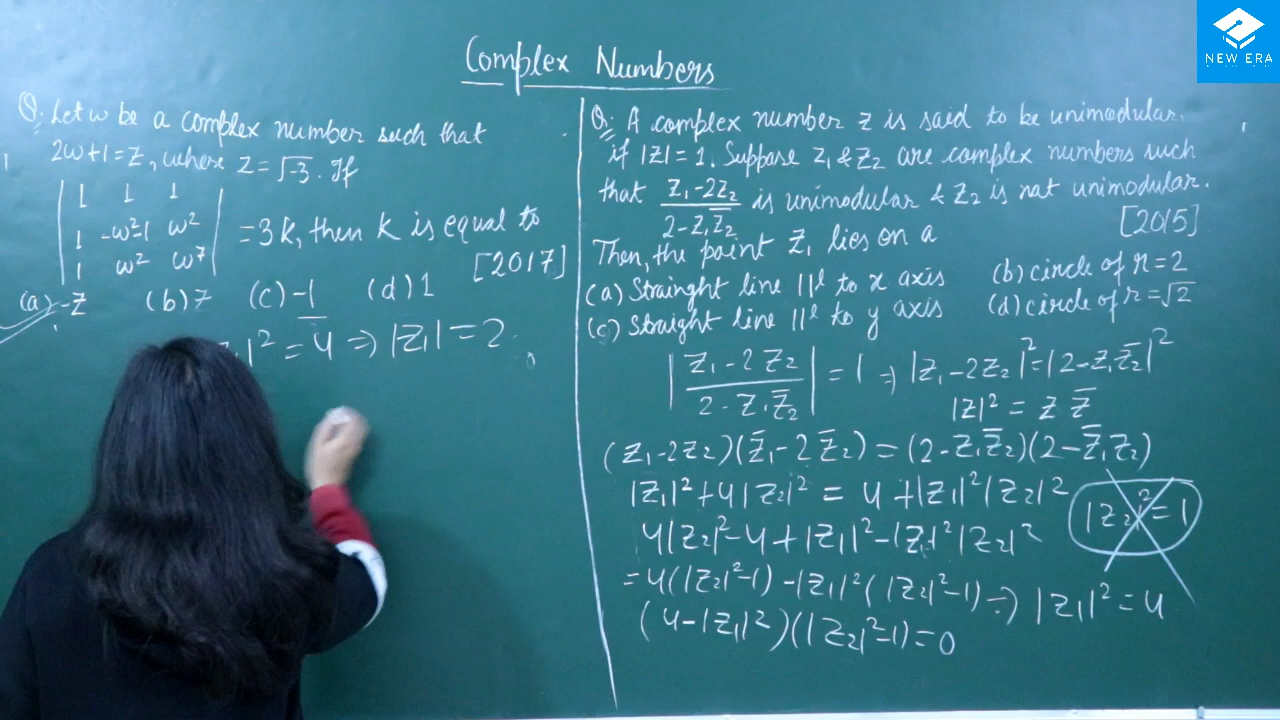 NEW ERA
Complex Numbers
Q. Let ω be a complex number such that
2ω+1=z, where z=√-3. If
| 1 1 1 |
| 1 -ω²-1 ω² | = 3k, then k is equal to
| 1 ω² ω⁷ |
[2017]
(a) -z (b) z (c) -1 (d) 1
|² = 4 ⇒ |z₁| = 2
Q. A complex number z is said to be unimodular.
if |z| = 1. Suppose z₁ & z₂ are complex numbers such
that (z₁-2z₂)/(2-z₁z̄₂) is unimodular & z₂ is not unimodular.
[2015]
Then, the point z₁ lies on a
(a) Strainght line ||ˡ to x axis (b) circle of r=2
(c) Straight line ||ˡ to y axis (d) circle of r=√2
|(z₁-2z₂)/(2-z₁z̄₂)| = 1 ⇒ |z₁-2z₂|² = |2-z₁z̄₂|²
|z|² = z z̄
(z₁-2z₂)(z̄₁-2z̄₂) = (2-z₁z̄₂)(2-z̄₁z₂)
|z₁|²+4|z₂|² = 4+|z₁|²|z₂|²
|z₂|²=1
4|z₂|²-4+|z₁|²-|z₁|²|z₂|²
=4(|z₂|²-1)-|z₁|²(|z₂|²-1) ⇒ |z₁|²=4
(4-|z₁|²)(|z₂|²-1)=0